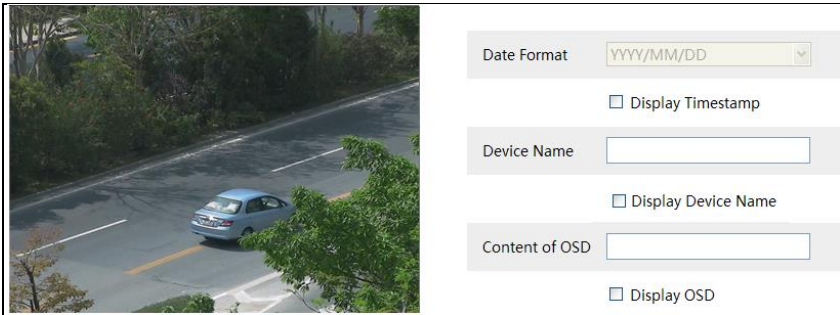 Date Format YYYY/MM/DD
Display Timestamp
Device Name
Display Device Name
Content of OSD
Display OSD